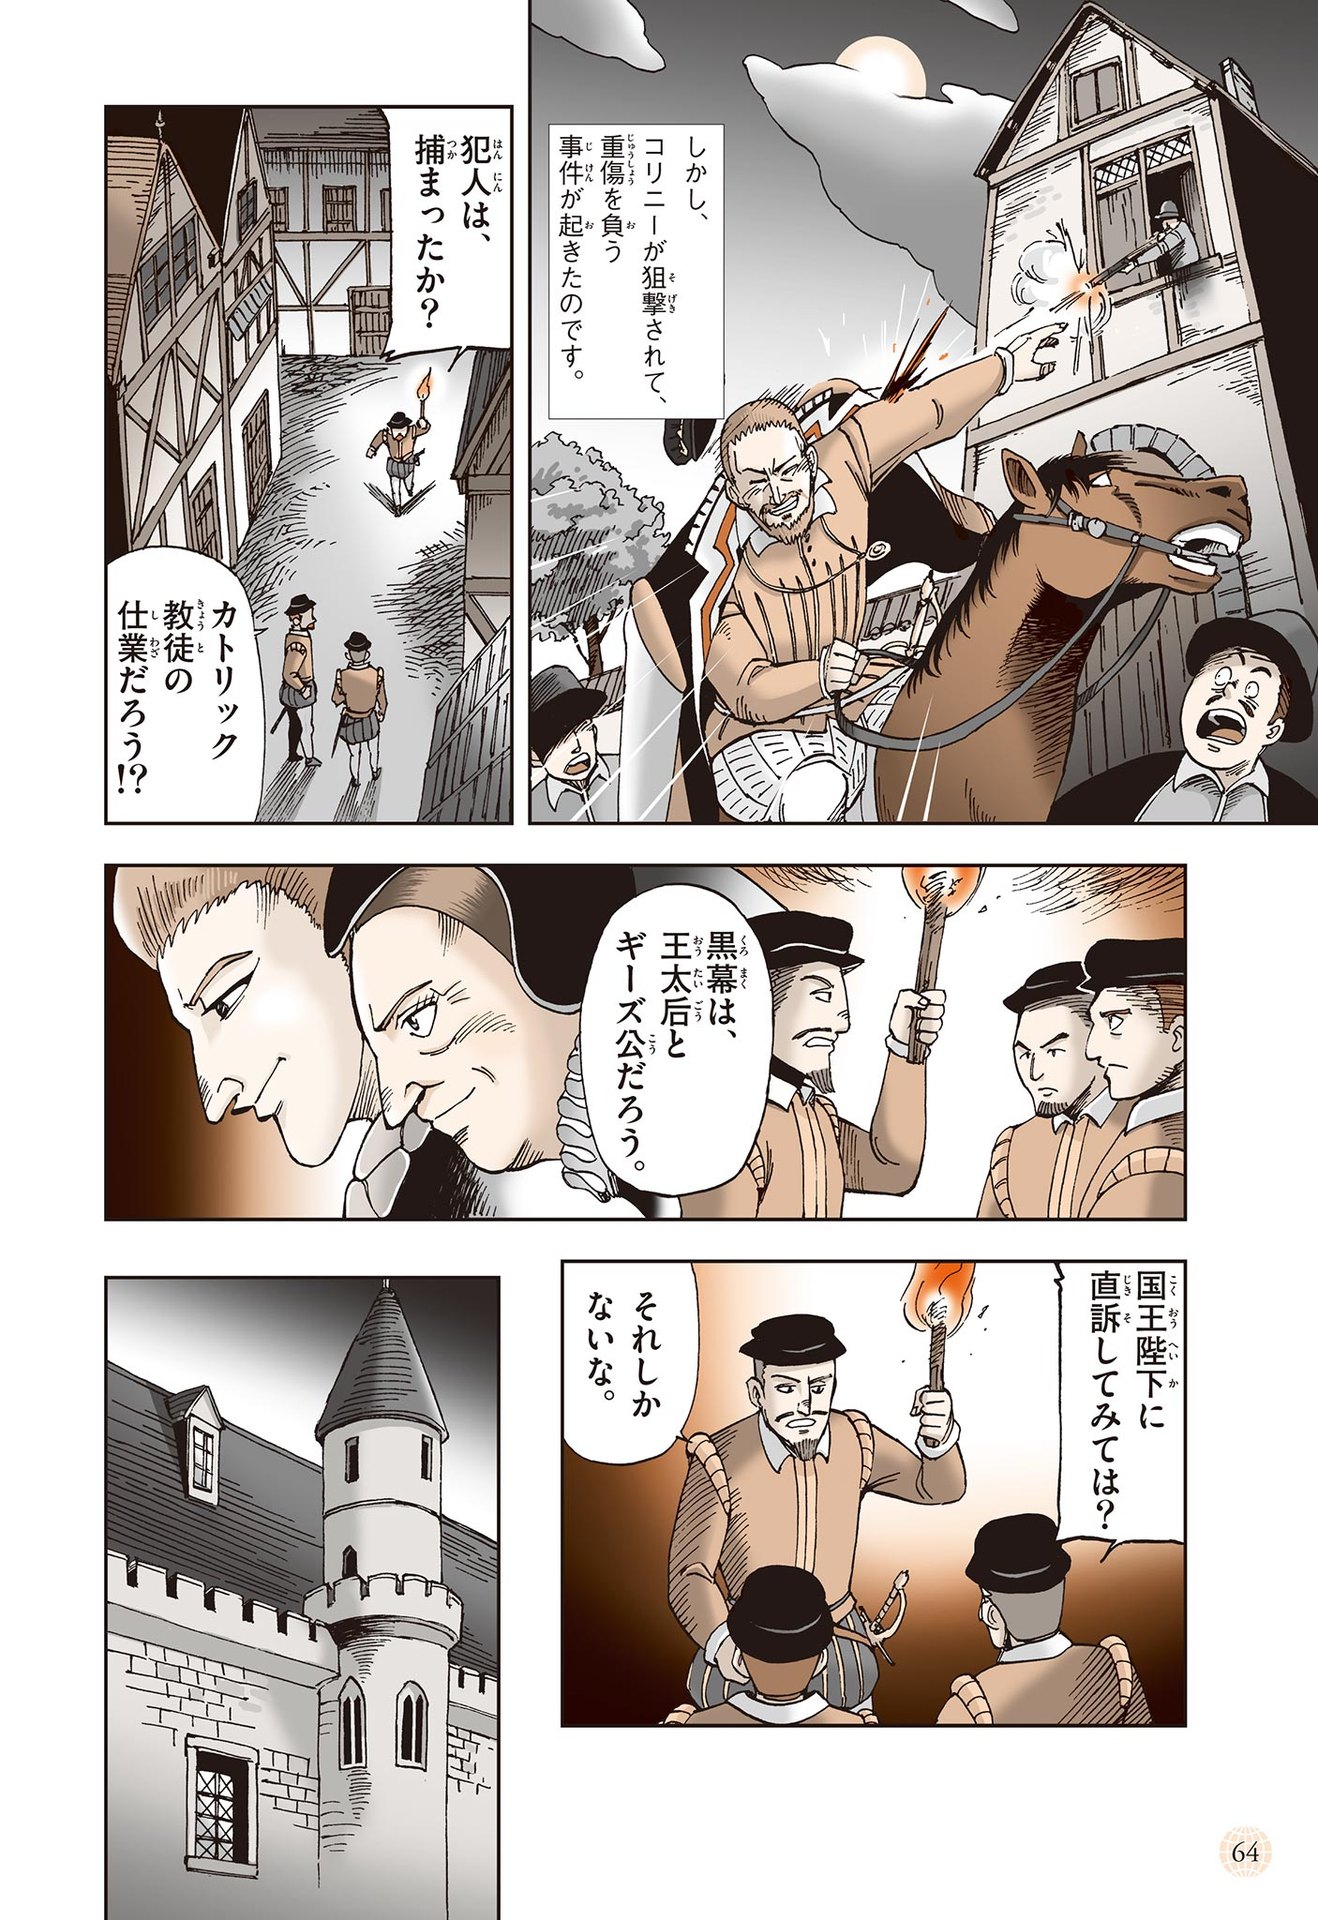 しかし、
コリニーが狙撃されて、
重傷を負う
事件が起きたのです。
犯人は、
捕まったか？
カトリック
教徒の
仕業だろう!?
黒幕は、
王太后と
ギーズ公だろう。
国王陛下に
直訴してみては？
それしか
ないな。
64